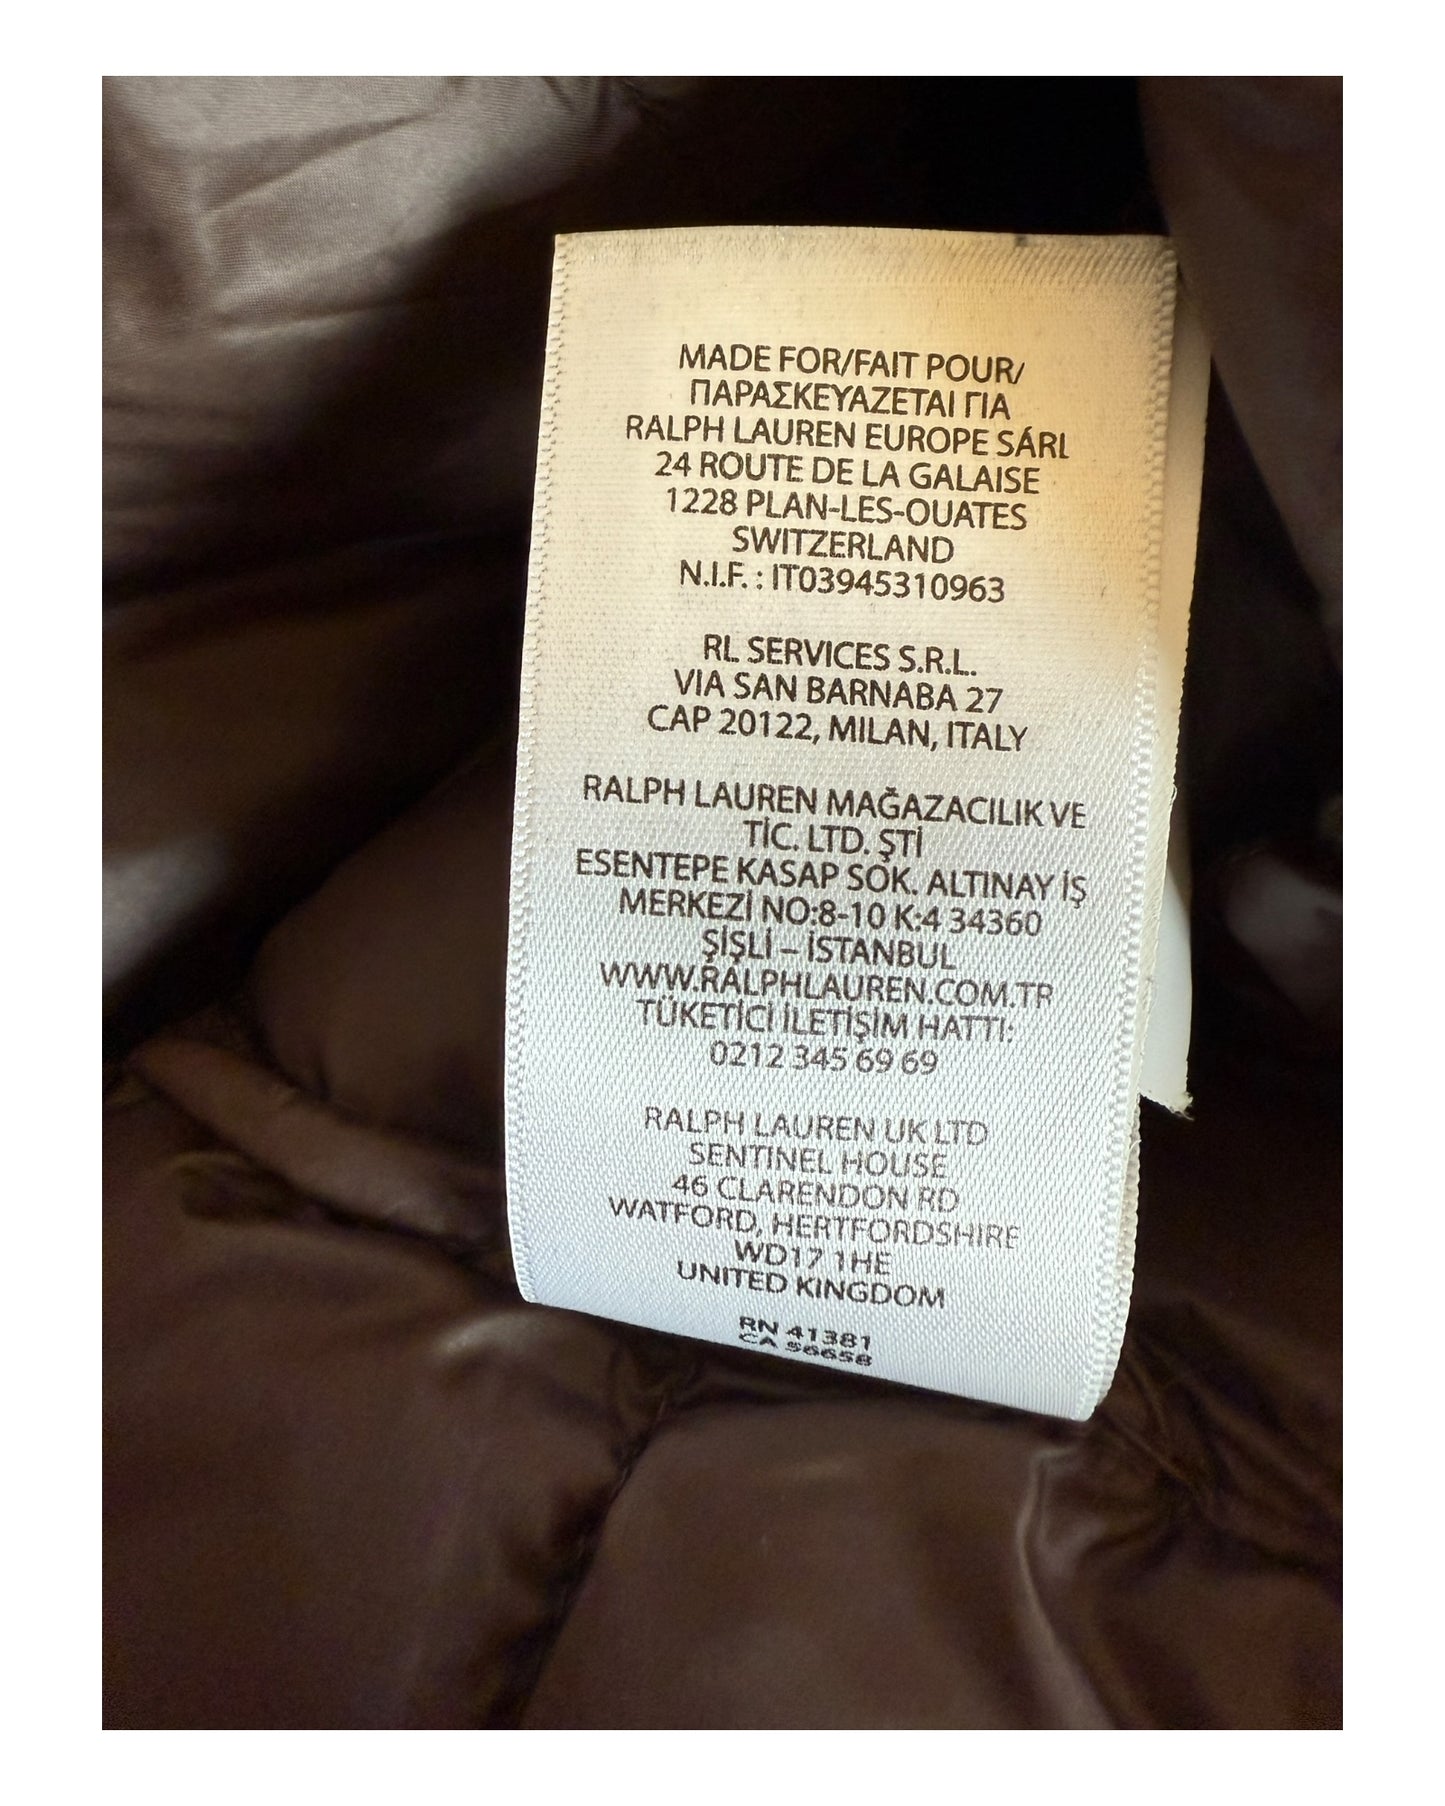 MADE FOR/FAIT POUR/
ΠΑΡΑΣΚΕΥΑΖΕΤΑΙ ΓΙΑ
RALPH LAUREN EUROPE SÁRL
24 ROUTE DE LA GALAISE
1228 PLAN-LES-OUATES
SWITZERLAND
N.I.F. : IT03945310963
RL SERVICES S.R.L.
VIA SAN BARNABA 27
CAP 20122, MILAN, ITALY
RALPH LAUREN MAĞAZACILIK VE
TİC. LTD. ŞTİ
ESENTEPE KASAP SOK. ALTINAY İŞ
MERKEZİ NO:8-10 K:4 34360
ŞİŞLİ – İSTANBUL
WWW.RALPHLAUREN.COM.TR
TÜKETİCİ İLETİŞİM HATTI:
0212 345 69 69
RALPH LAUREN UK LTD
SENTINEL HOUSE
46 CLARENDON RD
WATFORD, HERTFORDSHIRE
WD17 1HE
UNITED KINGDOM
RN 41381
CA 56658